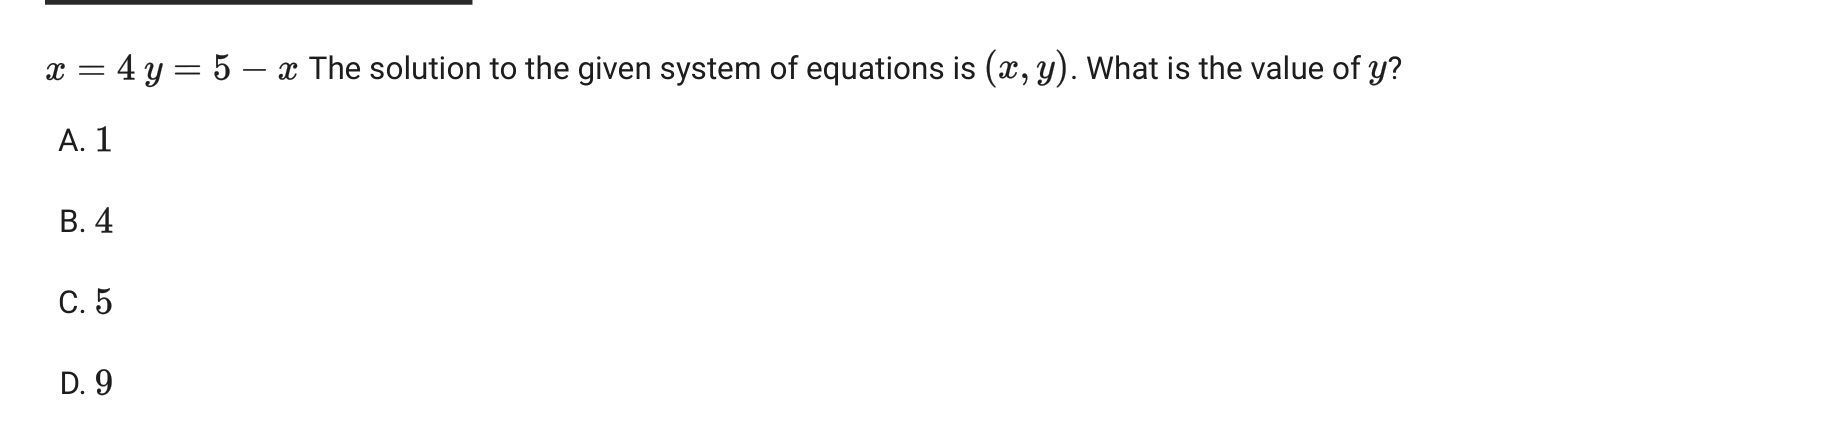 x = 4 y = 5 − x The solution to the given system of equations is (x, y). What is the value of y?
A. 1
B. 4
C. 5
D. 9